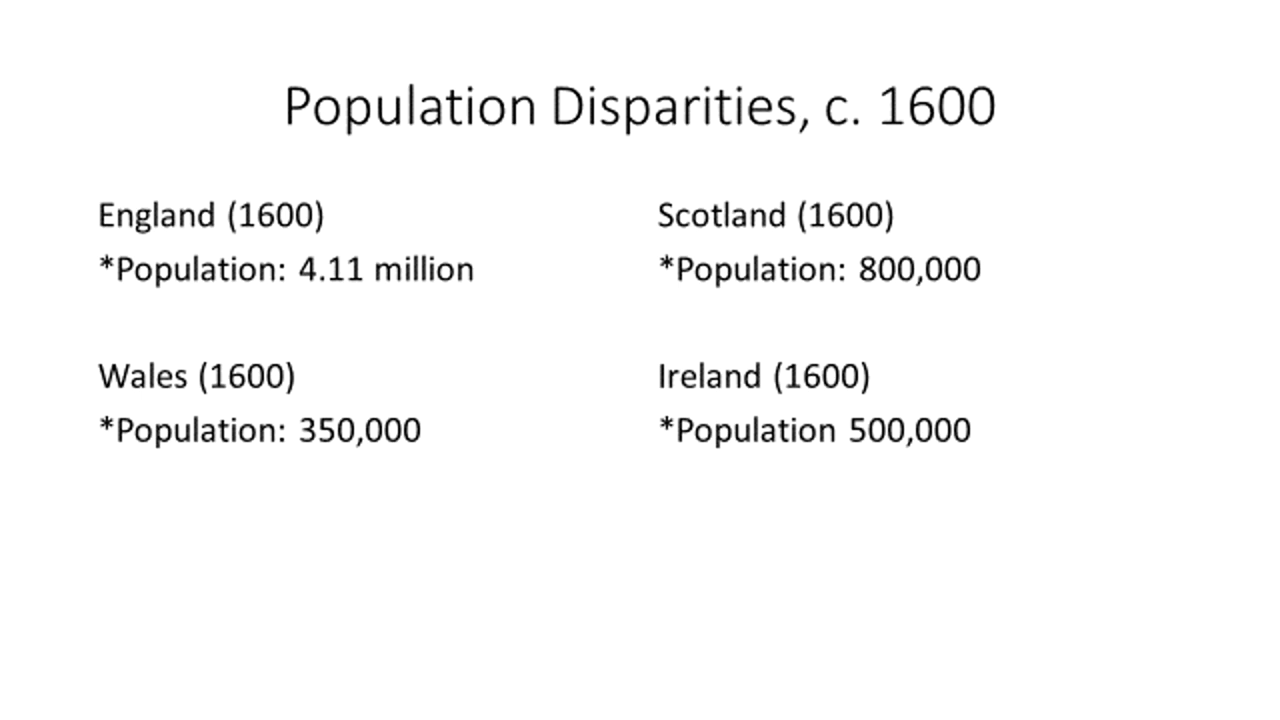 Population Disparities, c. 1600
England (1600)
*Population: 4.11 million
Wales (1600)
*Population: 350,000
Scotland (1600)
*Population: 800,000
Ireland (1600)
*Population 500,000